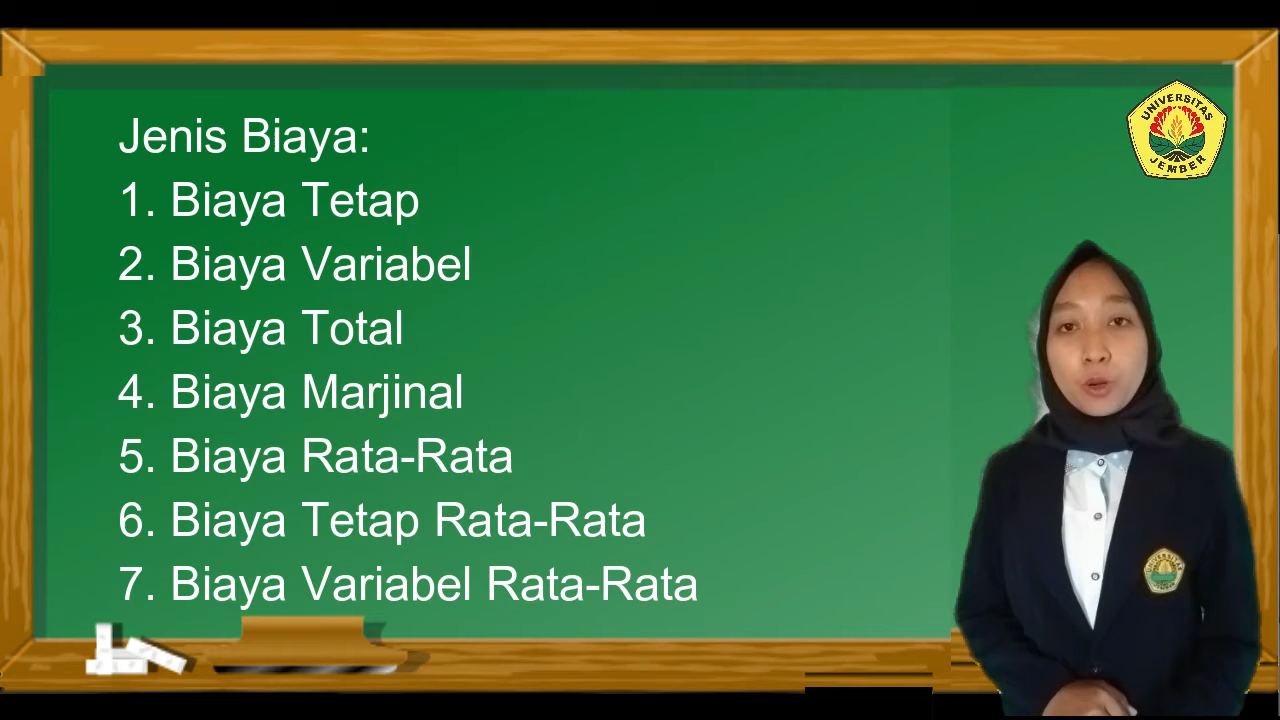 Jenis Biaya:
1. Biaya Tetap
2. Biaya Variabel
3. Biaya Total
4. Biaya Marjinal
5. Biaya Rata-Rata
6. Biaya Tetap Rata-Rata
7. Biaya Variabel Rata-Rata
UNIVERSITAS
JEMBER